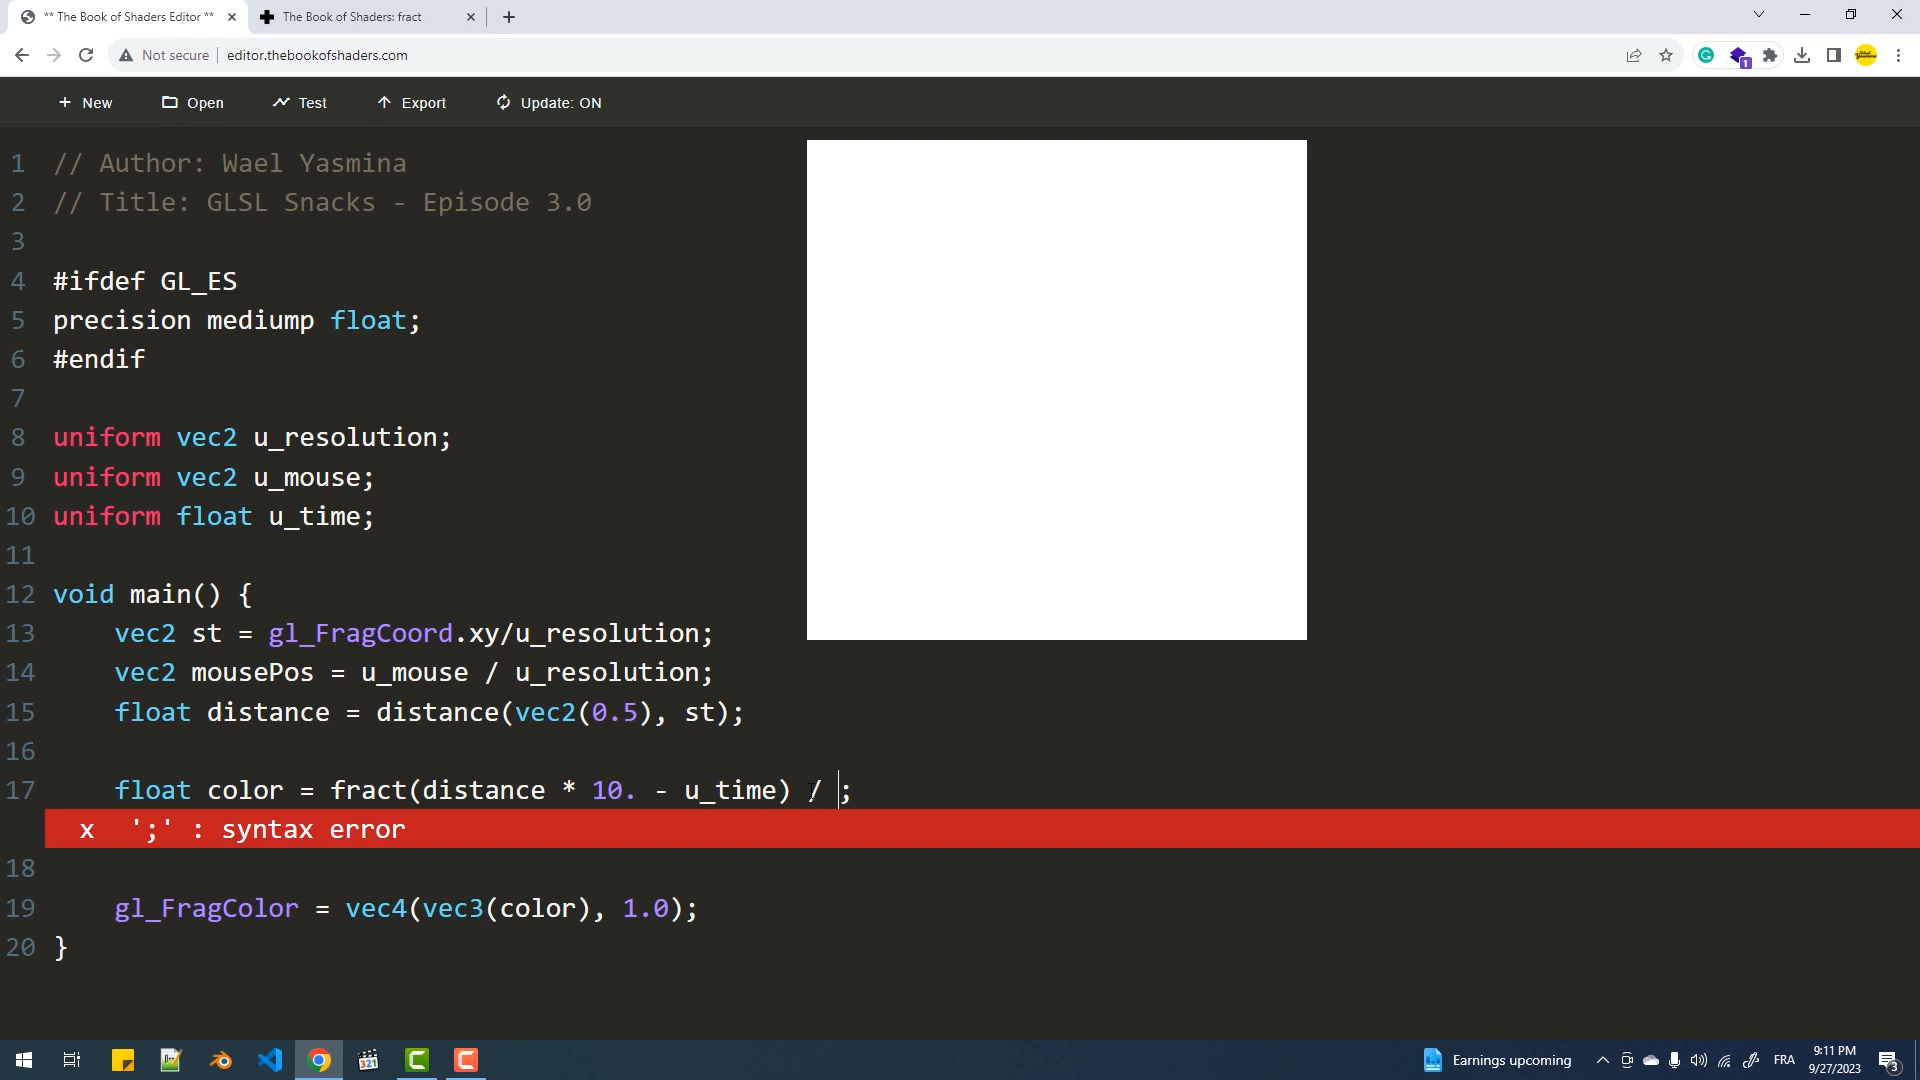 ** The Book of Shaders Editor **
The Book of Shaders: fract
Not secure
editor.thebookofshaders.com
1
New
Open
Test
Export
Update: ON
1 // Author: Wael Yasmina
2 // Title: GLSL Snacks - Episode 3.0
3
4 #ifdef GL_ES
5 precision mediump float;
6 #endif
7
8 uniform vec2 u_resolution;
9 uniform vec2 u_mouse;
10 uniform float u_time;
11
12 void main() {
13 vec2 st = gl_FragCoord.xy/u_resolution;
14 vec2 mousePos = u_mouse / u_resolution;
15 float distance = distance(vec2(0.5), st);
16
17 float color = fract(distance * 10. - u_time) / ;
x ';' : syntax error
18
19 gl_FragColor = vec4(vec3(color), 1.0);
20 }
321
Earnings upcoming
FRA
9:11 PM
9/27/2023
3